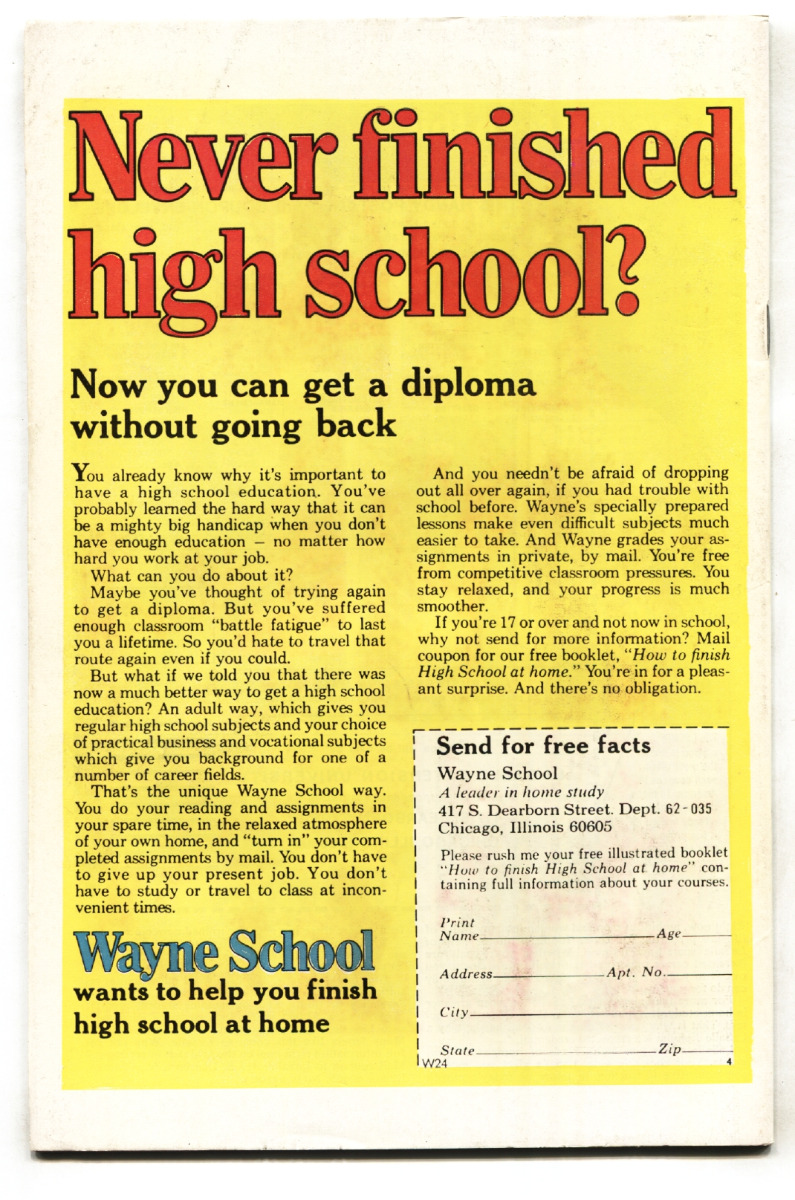 Never finished
high school?
Now you can get a diploma
without going back
You already know why it's important to
have a high school education. You've
probably learned the hard way that it can
be a mighty big handicap when you don't
have enough education – no matter how
hard you work at your job.
What can you do about it?
Maybe you've thought of trying again
to get a diploma. But you've suffered
enough classroom "battle fatigue" to last
you a lifetime. So you'd hate to travel that
route again even if you could.
But what if we told you that there was
now a much better way to get a high school
education? An adult way, which gives you
regular high school subjects and your choice
of practical business and vocational subjects
which give you background for one of a
number of career fields.
That's the unique Wayne School way.
You do your reading and assignments in
your spare time, in the relaxed atmosphere
of your own home, and "turn in" your com-
pleted assignments by mail. You don't have
to give up your present job. You don't
have to study or travel to class at incon-
venient times.
Wayne School
wants to help you finish
high school at home
And you needn't be afraid of dropping
out all over again, if you had trouble with
school before. Wayne's specially prepared
lessons make even difficult subjects much
easier to take. And Wayne grades your as-
signments in private, by mail. You're free
from competitive classroom pressures. You
stay relaxed, and your progress is much
smoother.
If you're 17 or over and not now in school,
why not send for more information? Mail
coupon for our free booklet, "How to finish
High School at home." You're in for a pleas-
ant surprise. And there's no obligation.
Send for free facts
Wayne School
A leader in home study
417 S. Dearborn Street. Dept. 62-035
Chicago, Illinois 60605
Please rush me your free illustrated booklet
"How to finish High School at home" con-
taining full information about your courses.
Print
Name Age
Address Apt. No.
City
State Zip
W24 4